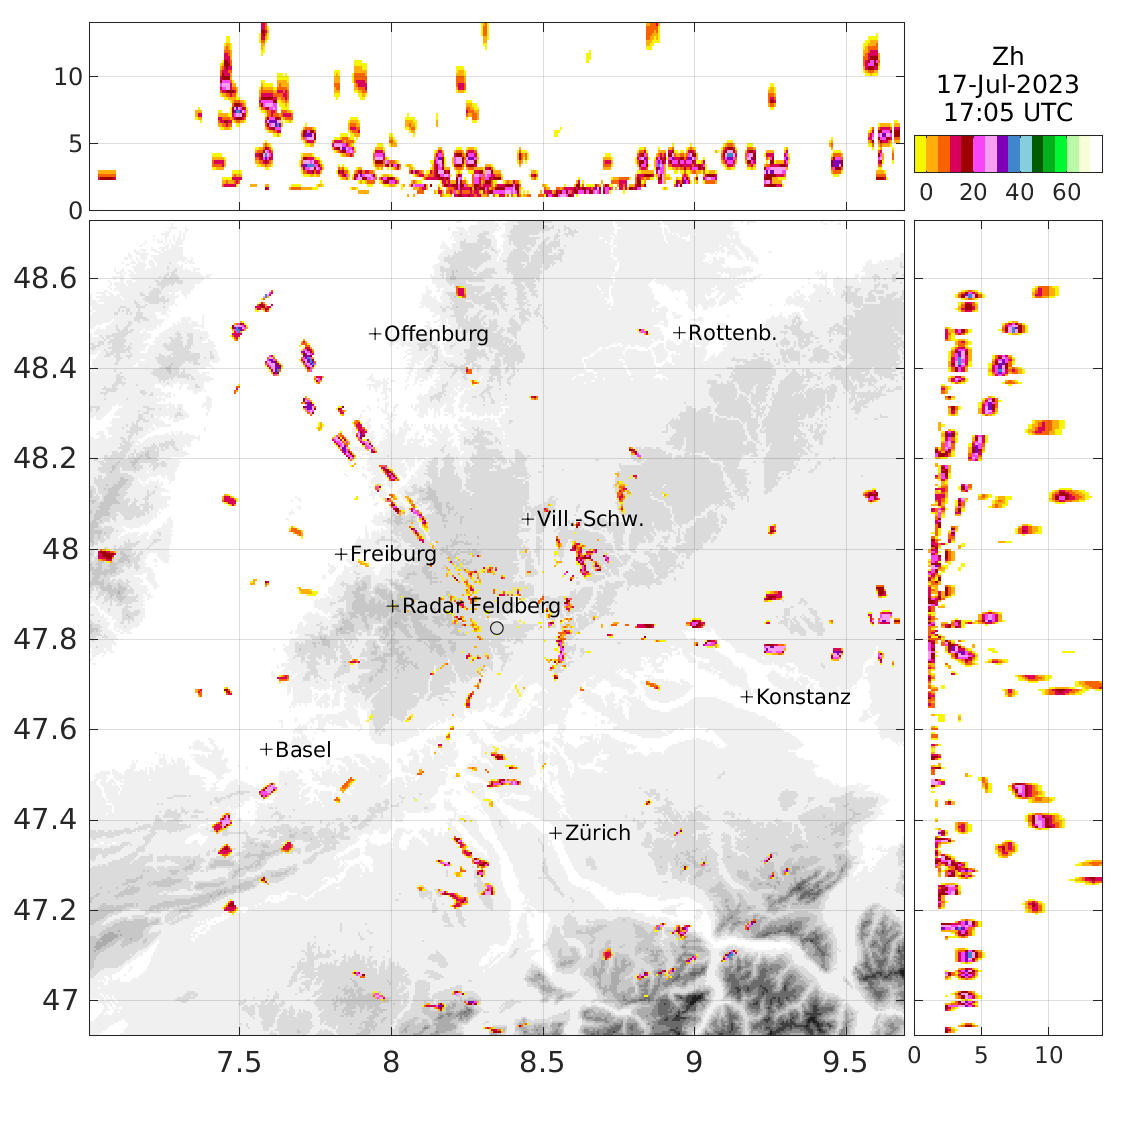 10
5
0
Zh
17-Jul-2023
17:05 UTC
0 20 40 60
48.6
48.4
48.2
48
47.8
47.6
47.4
47.2
47
Offenburg
Rottenb.
Vill.-Schw.
Freiburg
Radar Feldberg
Konstanz
Basel
Zürich
7.5 8 8.5 9 9.5
0 5 10